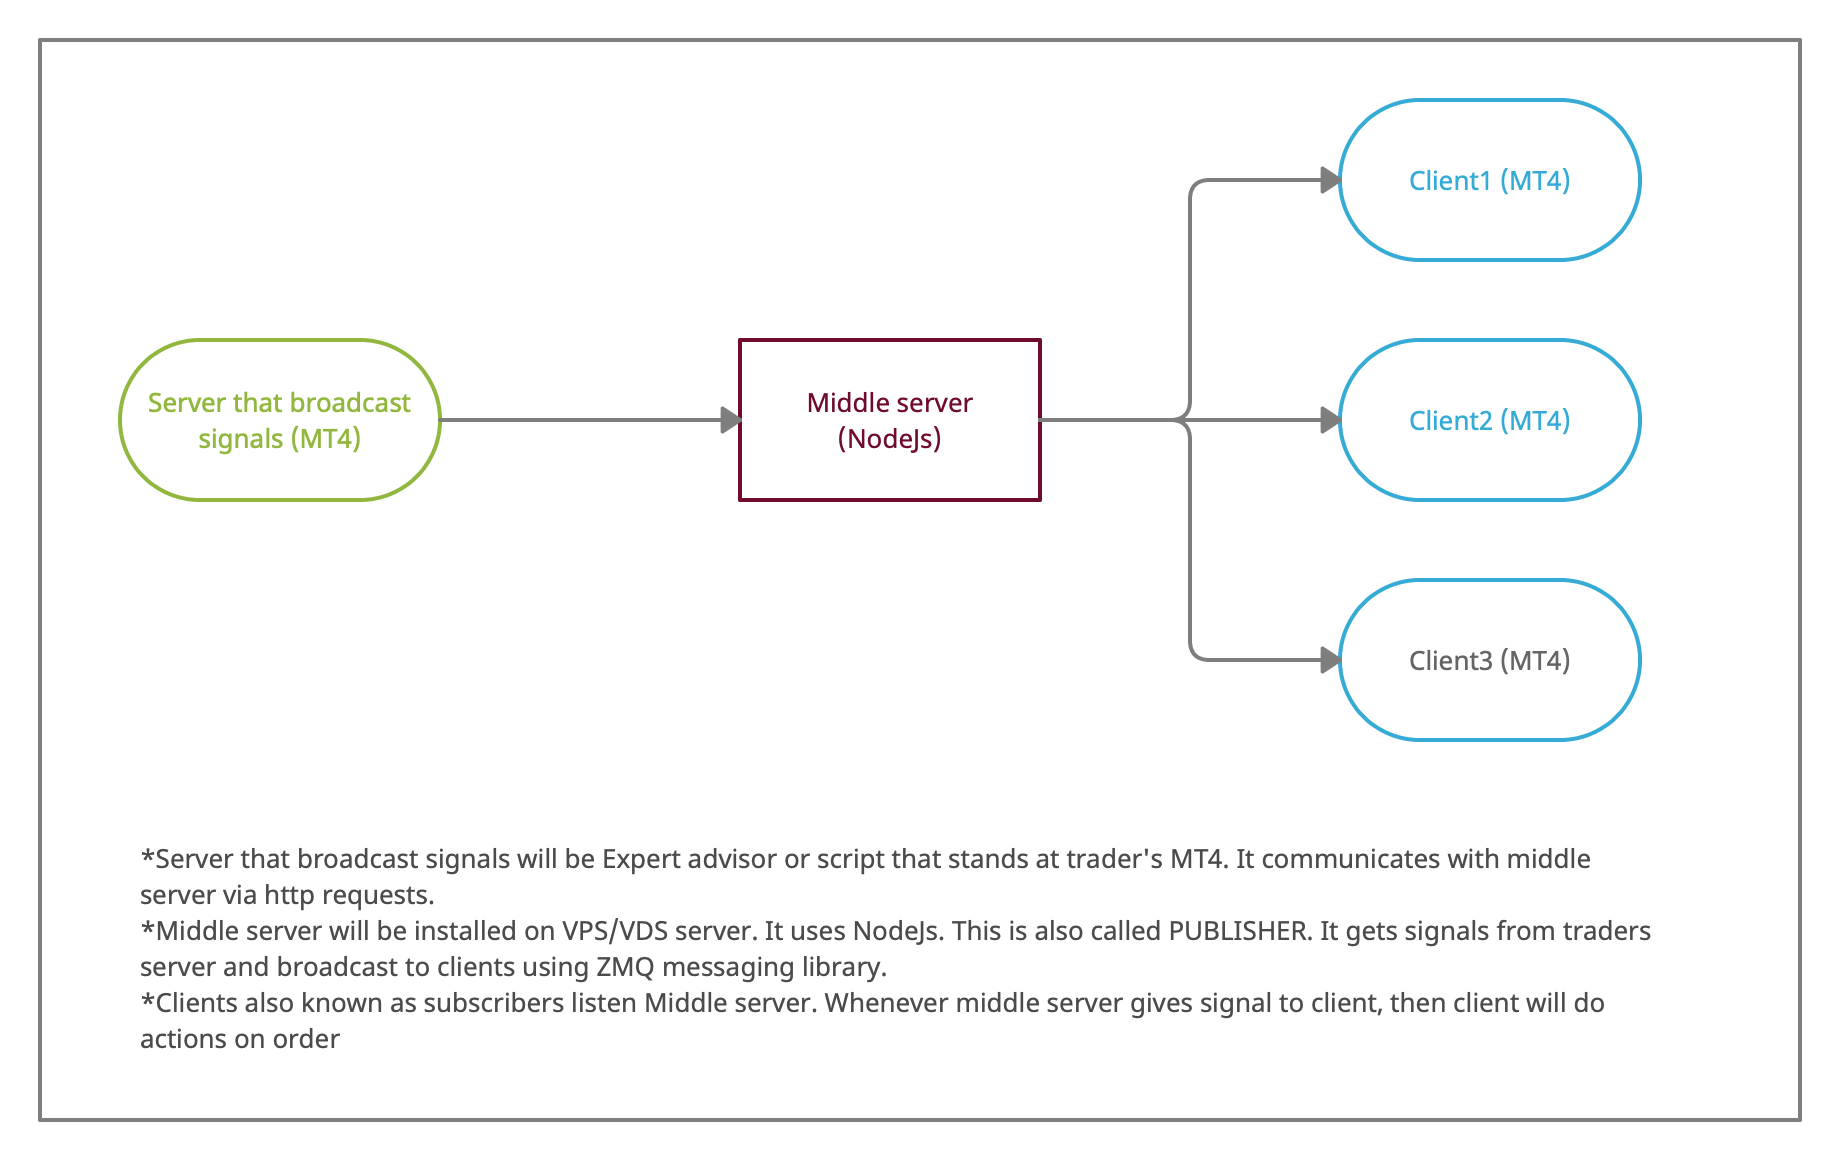 Client1 (MT4)
Server that broadcast
signals (MT4)
Middle server
(NodeJs)
Client2 (MT4)
Client3 (MT4)
*Server that broadcast signals will be Expert advisor or script that stands at trader's MT4. It communicates with middle
server via http requests.
*Middle server will be installed on VPS/VDS server. It uses NodeJs. This is also called PUBLISHER. It gets signals from traders
server and broadcast to clients using ZMQ messaging library.
*Clients also known as subscribers listen Middle server. Whenever middle server gives signal to client, then client will do
actions on order